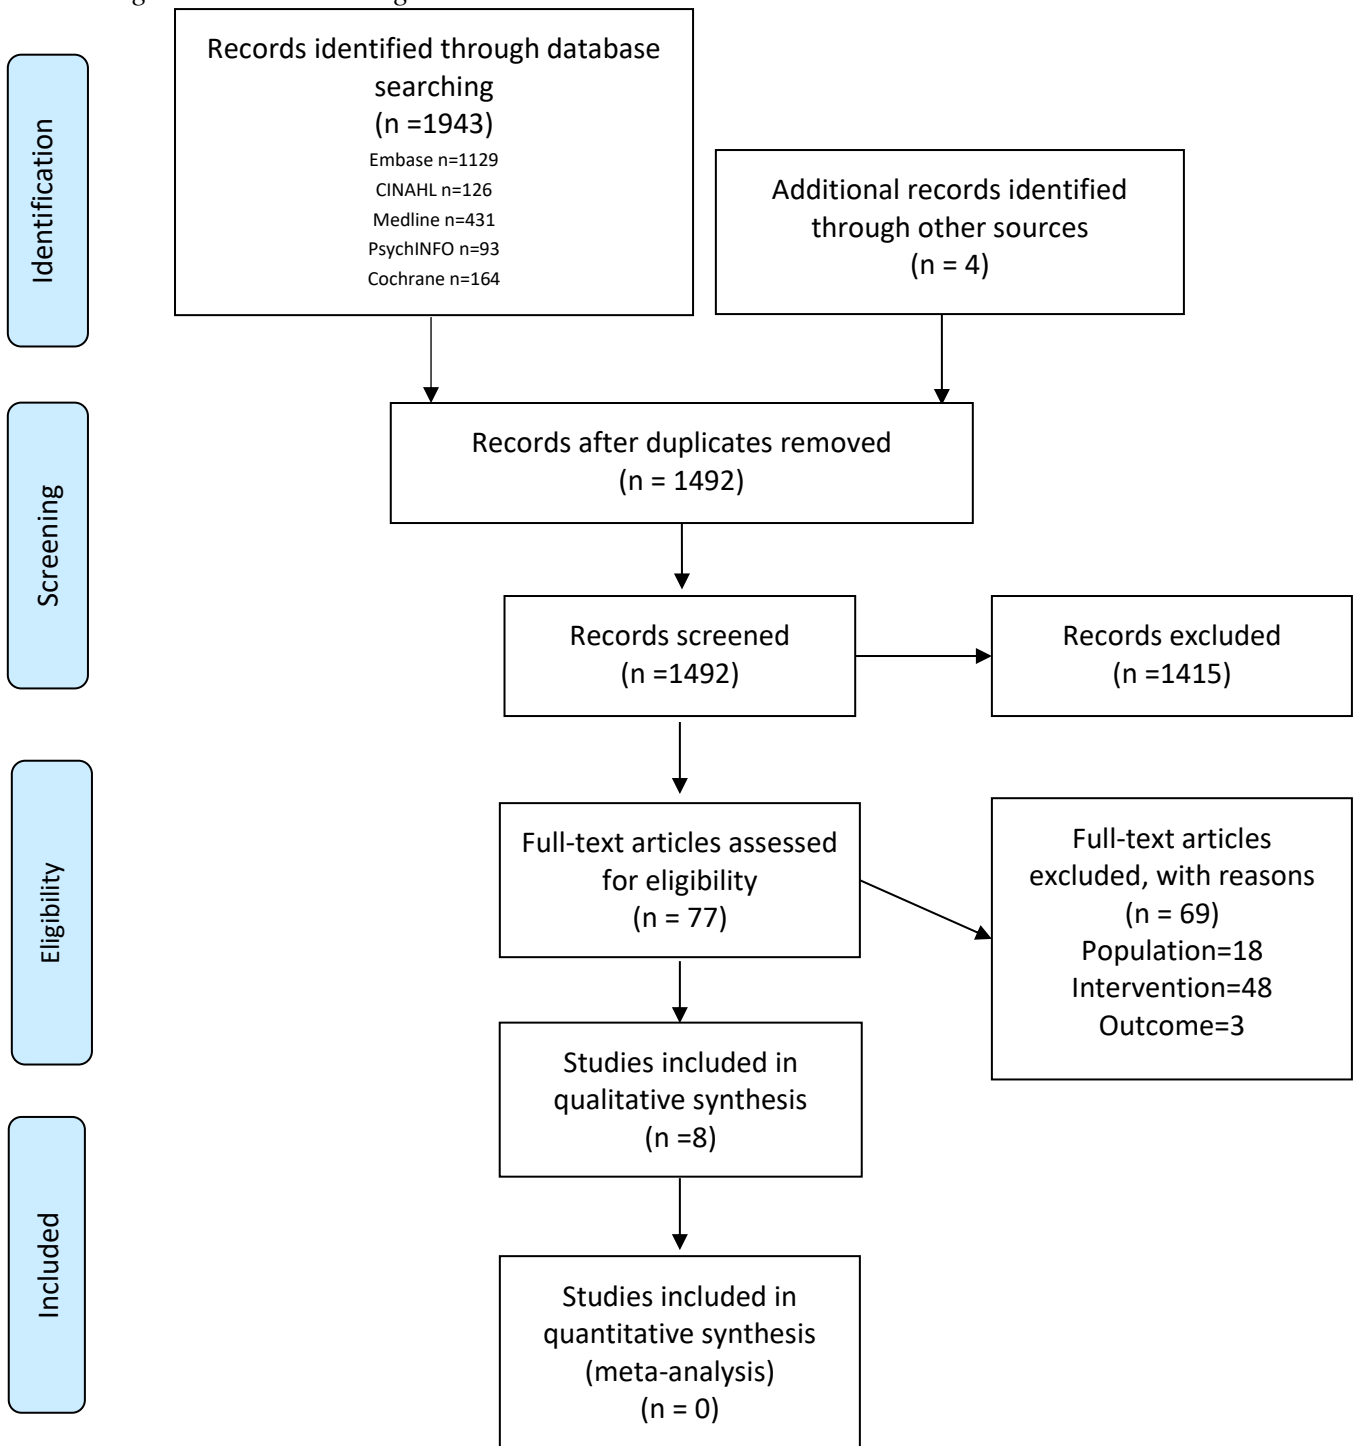 Records identified through database
searching
(n =1943)
Embase n=1129
CINAHL n=126
Medline n=431
PsychINFO n=93
Cochrane n=164
Additional records identified
through other sources
(n = 4)
Identification
Records after duplicates removed
(n = 1492)
Screening
Records screened
(n =1492)
Records excluded
(n =1415)
Full-text articles assessed
for eligibility
(n = 77)
Full-text articles
excluded, with reasons
(n = 69)
Population=18
Intervention=48
Outcome=3
Eligibility
Studies included in
qualitative synthesis
(n =8)
Included
Studies included in
quantitative synthesis
(meta-analysis)
(n = 0)